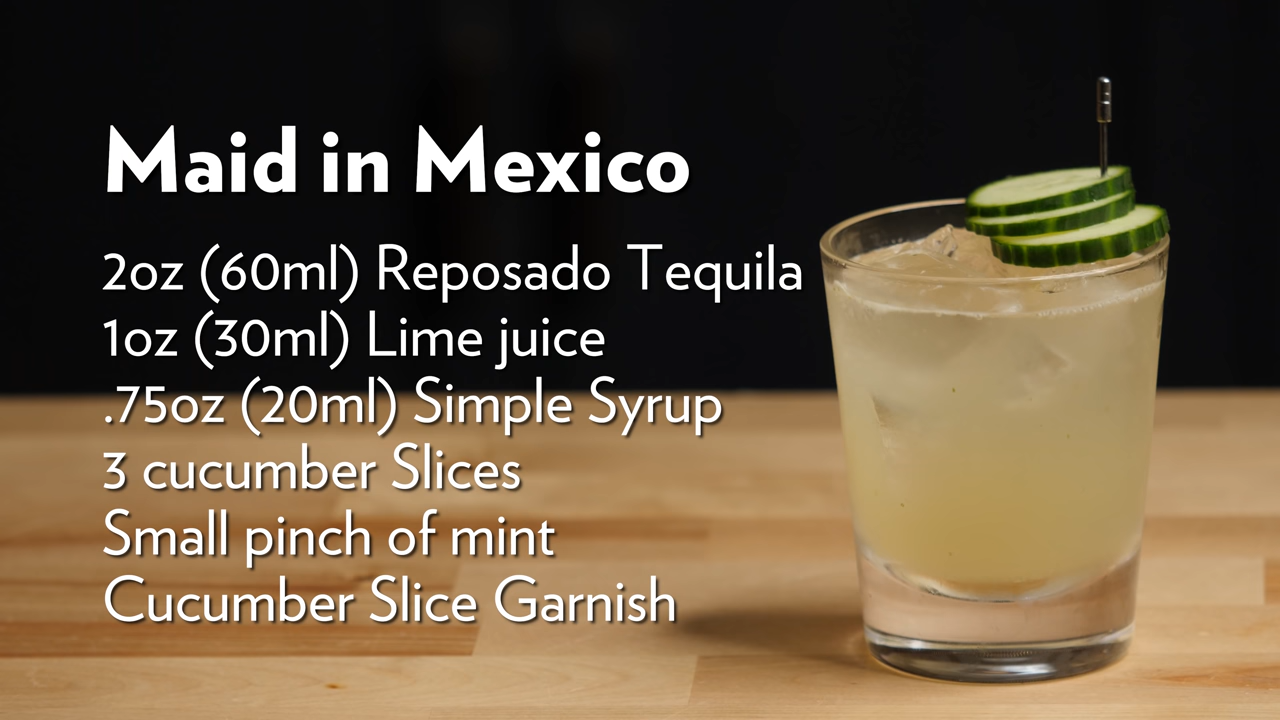 Maid in Mexico
2oz (60ml) Reposado Tequila
1oz (30ml) Lime juice
.75oz (20ml) Simple Syrup
3 cucumber Slices
Small pinch of mint
Cucumber Slice Garnish